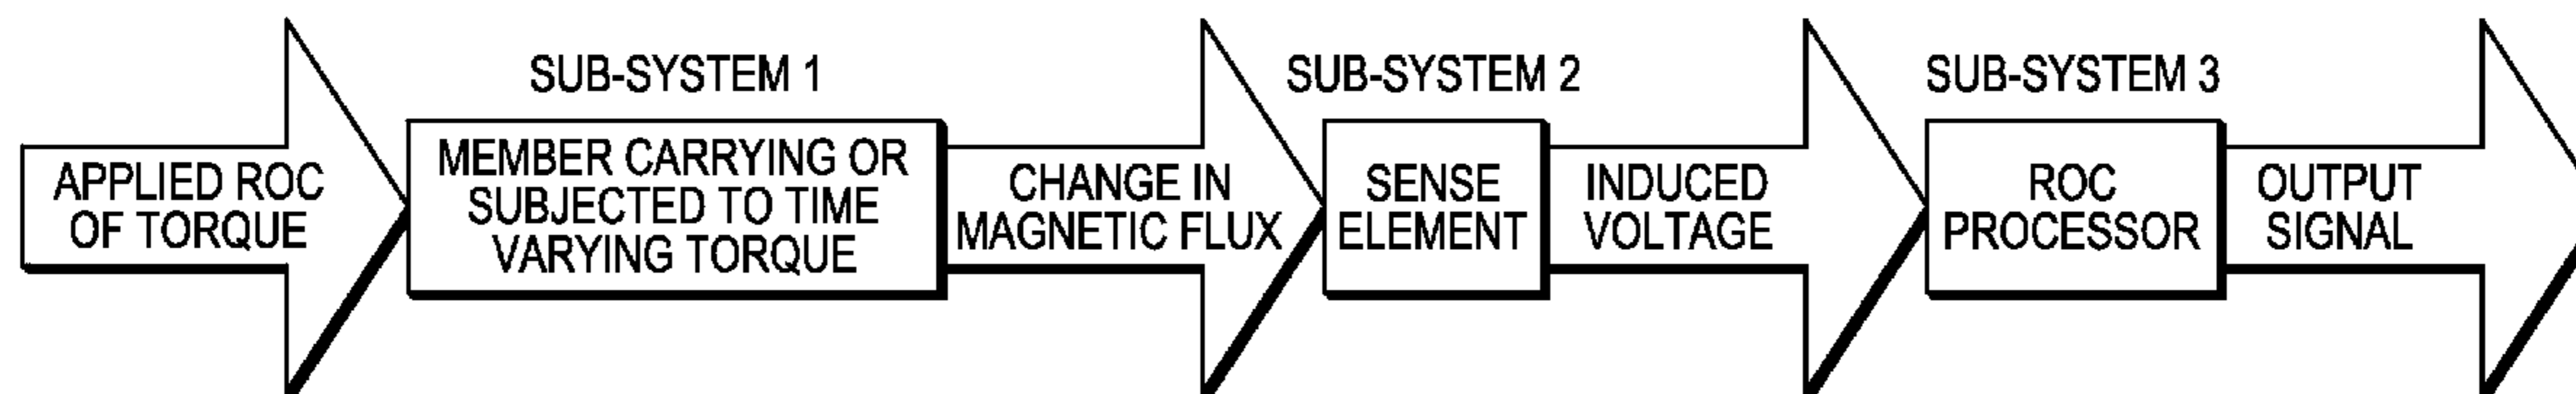 APPLIED ROC
OF TORQUE
SUB-SYSTEM 1
MEMBER CARRYING OR
SUBJECTED TO TIME
VARYING TORQUE
CHANGE IN
MAGNETIC FLUX
SUB-SYSTEM 2
SENSE
ELEMENT
INDUCED
VOLTAGE
SUB-SYSTEM 3
ROC
PROCESSOR
OUTPUT
SIGNAL